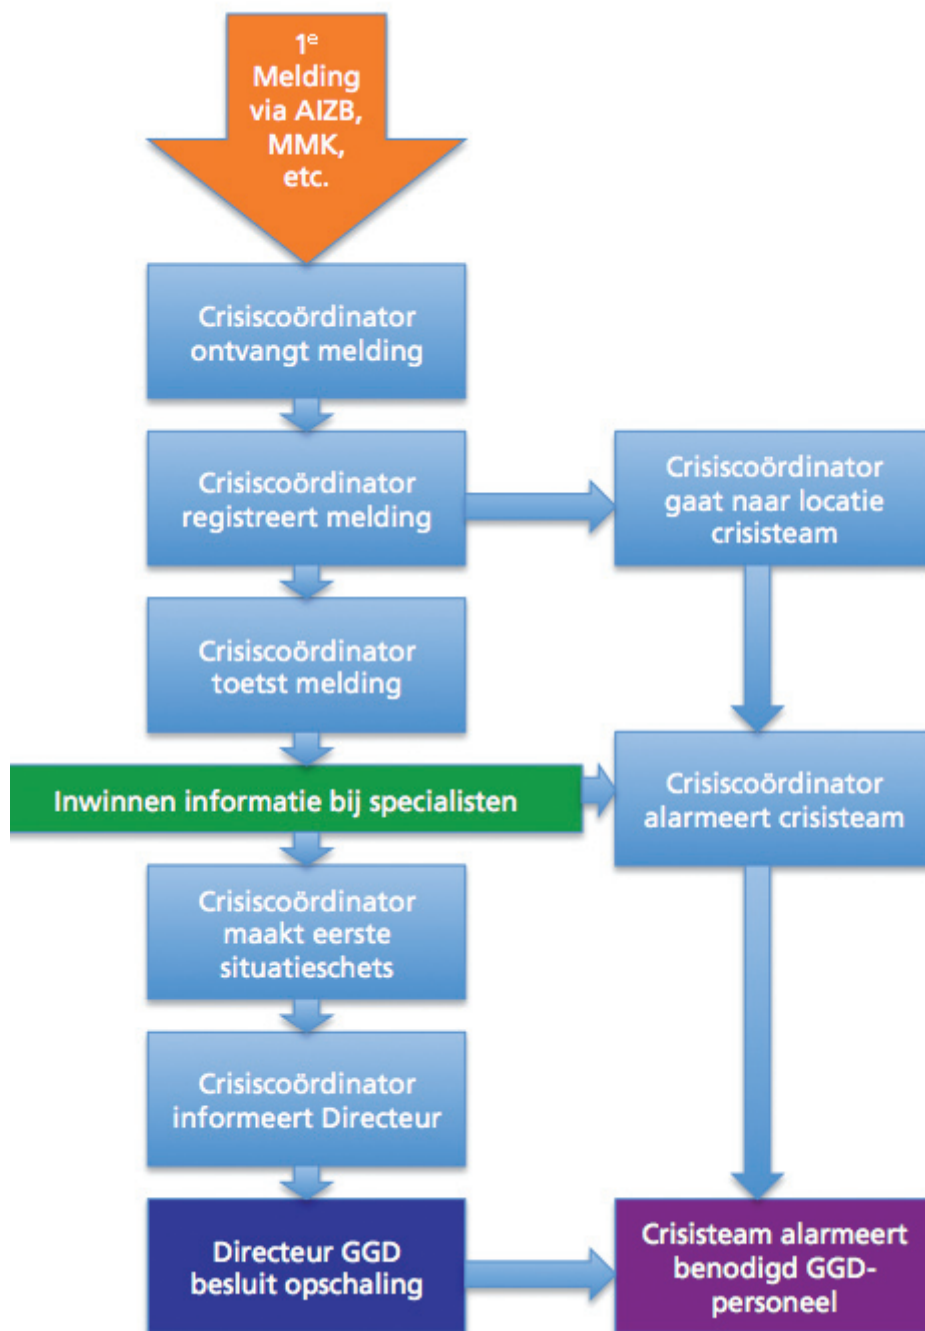 1e
Melding
via AIZB,
MMK,
etc.
Crisiscoördinator
ontvangt melding
Crisiscoördinator
registreert melding
Crisiscoördinator
gaat naar locatie
crisisteam
Crisiscoördinator
toetst melding
Inwinnen informatie bij specialisten
Crisiscoördinator
alarmeert crisisteam
Crisiscoördinator
maakt eerste
situatieschets
Crisiscoördinator
informeert Directeur
Directeur GGD
besluit opschaling
Crisisteam alarmeert
benodigd GGD-
personeel